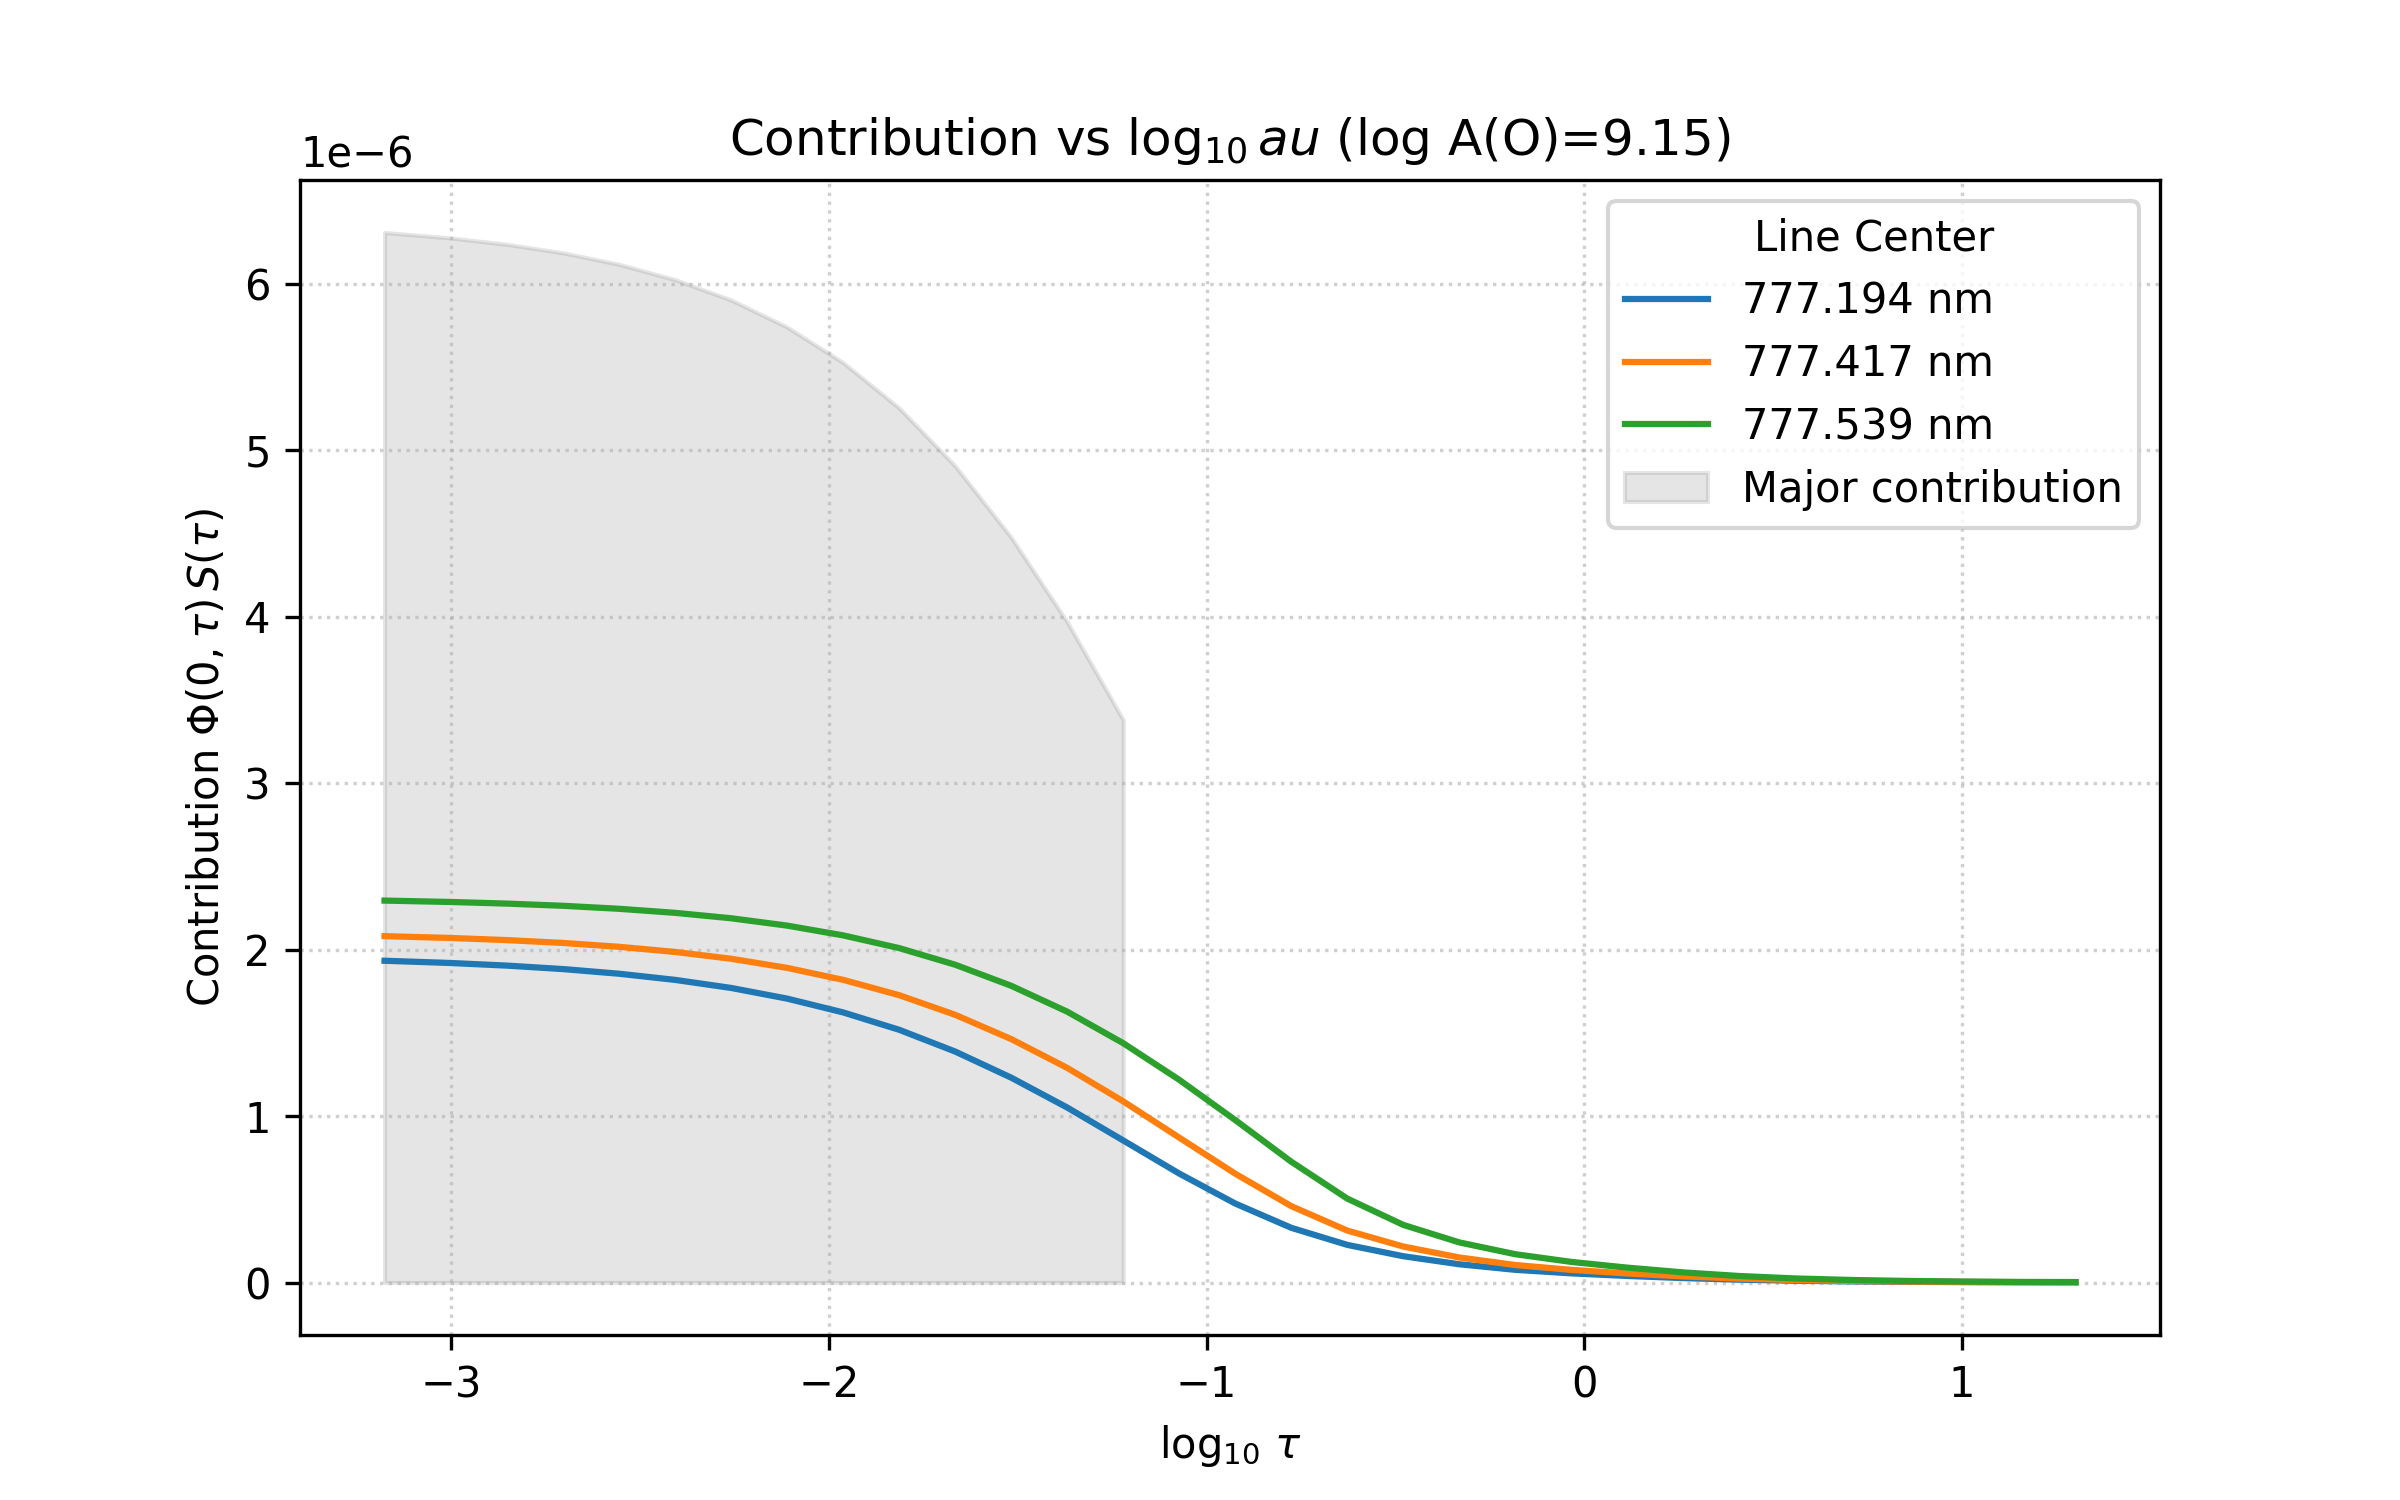 Contribution vs log₁₀ au (log A(O)=9.15)
1e−6
Line Center
777.194 nm
777.417 nm
777.539 nm
Major contribution
6
5
4
3
2
1
0
Contribution Φ(0, τ) S(τ)
−3
−2
−1
0
1
log₁₀ τ